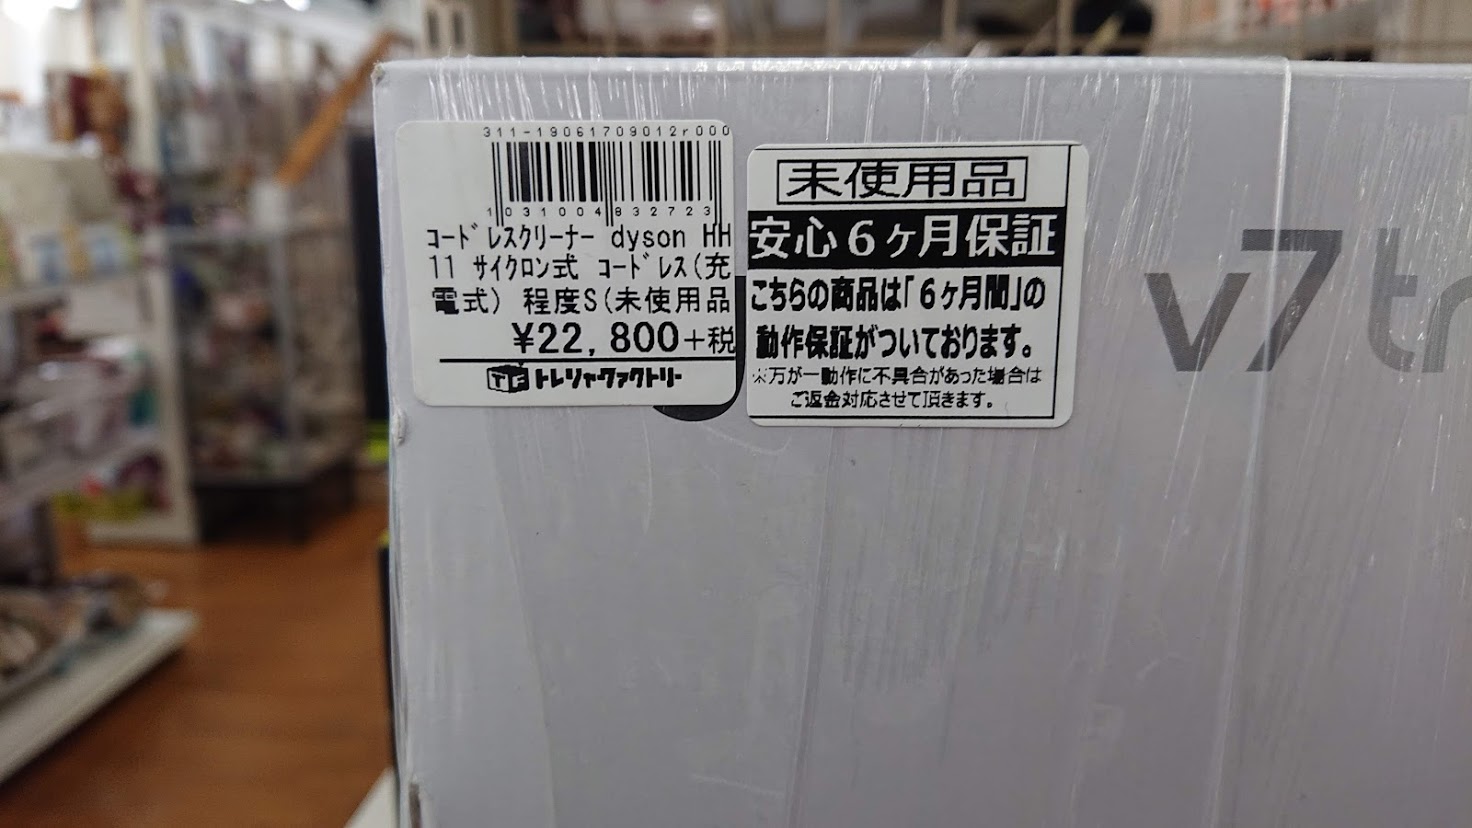 311-19061709012r000
1031004832723
コードレスクリーナー dyson HH
11 サイクロン式 コードレス(充
電式) 程度S(未使用品
¥22,800+税
TF トレジャーファクトリー
未使用品
安心6ヶ月保証
こちらの商品は「6ヶ月間」の
動作保証がついております。
※万が一動作に不具合があった場合は
ご返金対応させて頂きます。
v7 tr